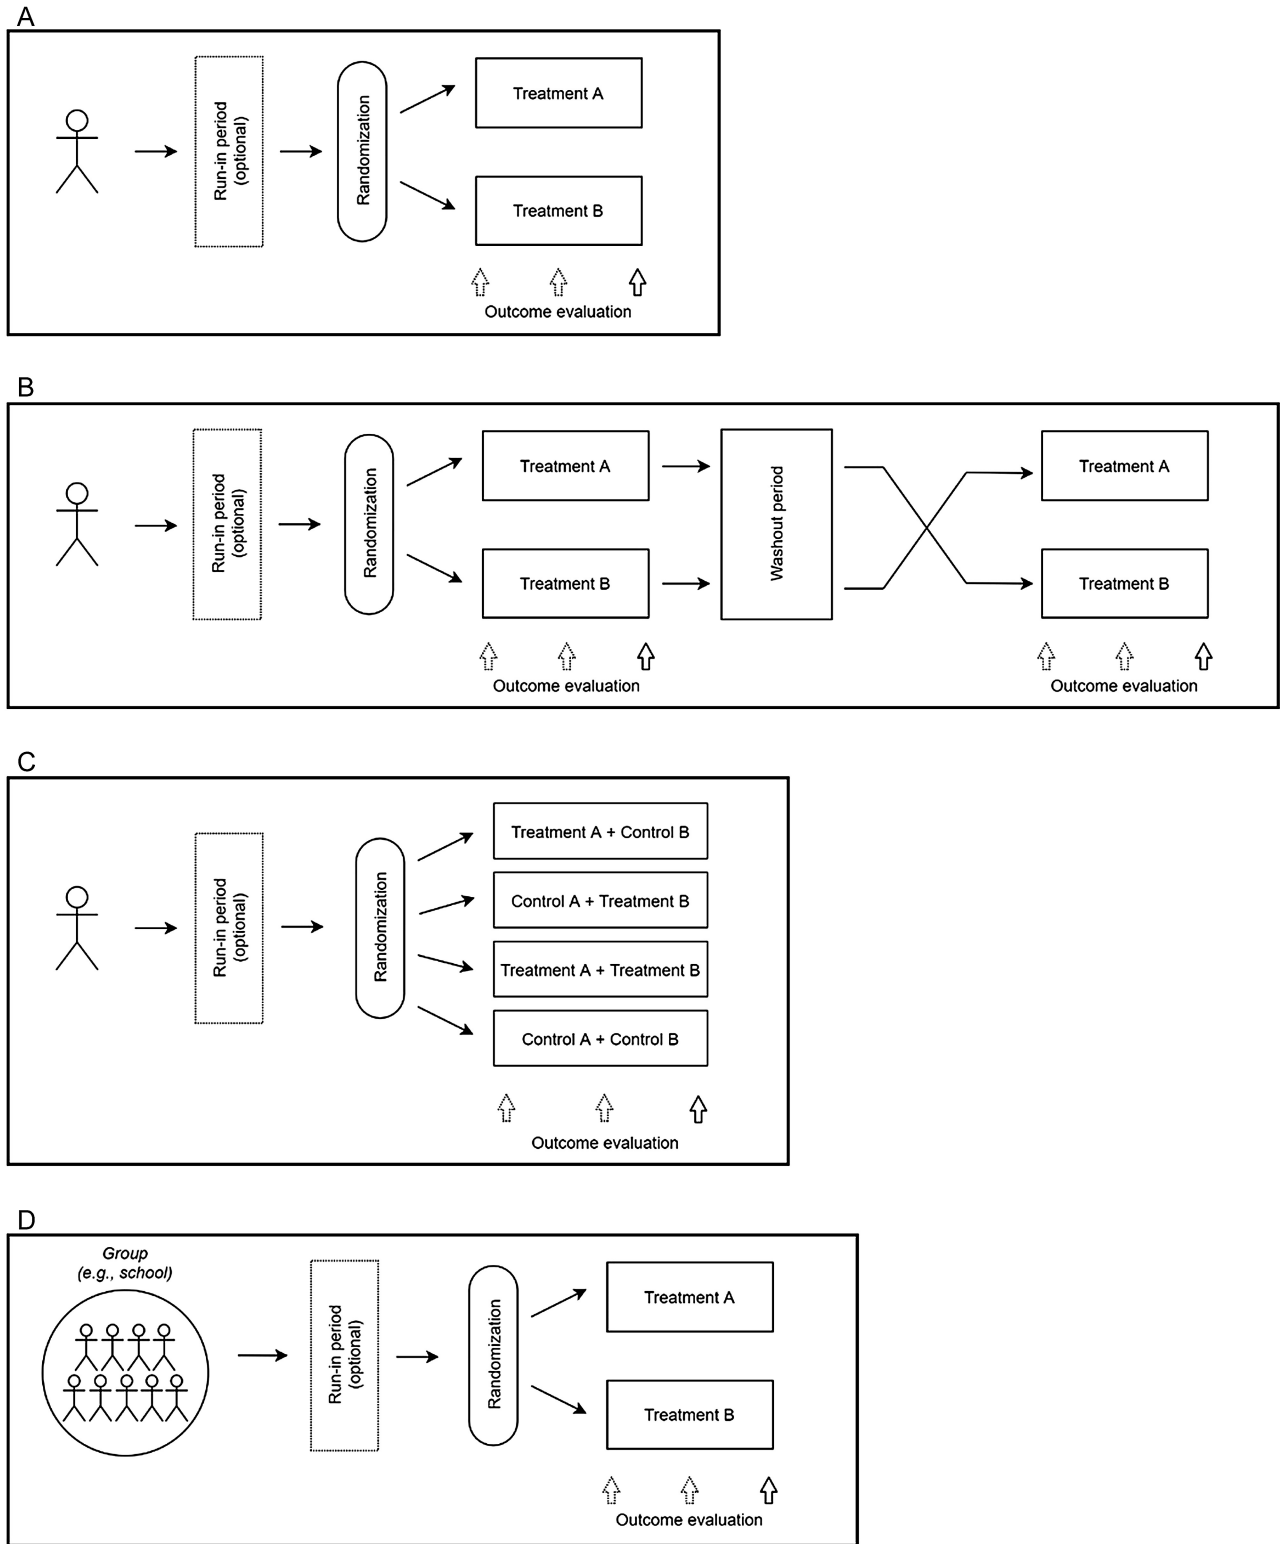 A
Run-in period
(optional)
Randomization
Treatment A
Treatment B
Outcome evaluation
B
Run-in period
(optional)
Randomization
Treatment A
Treatment B
Outcome evaluation
Washout period
Treatment A
Treatment B
Outcome evaluation
C
Run-in period
(optional)
Randomization
Treatment A + Control B
Control A + Treatment B
Treatment A + Treatment B
Control A + Control B
Outcome evaluation
D
Group
(e.g., school)
Run-in period
(optional)
Randomization
Treatment A
Treatment B
Outcome evaluation